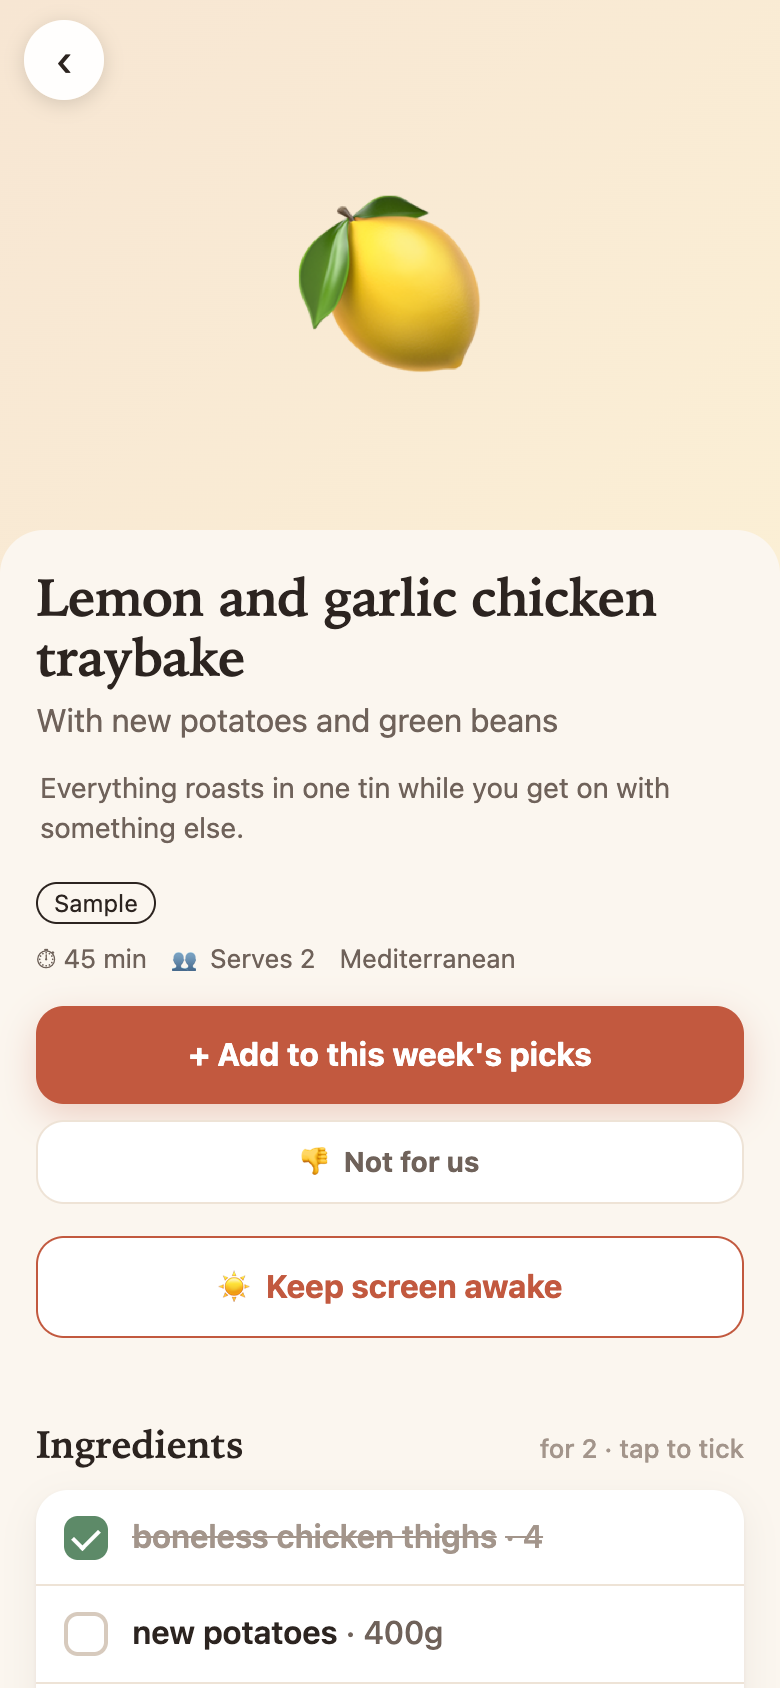 ‹
Lemon and garlic chicken
traybake
With new potatoes and green beans
Everything roasts in one tin while you get on with
something else.
Sample
⏱ 45 min 👥 Serves 2 Mediterranean
+ Add to this week's picks
👎 Not for us
☀️ Keep screen awake
Ingredients for 2 · tap to tick
boneless chicken thighs · 4
new potatoes · 400g